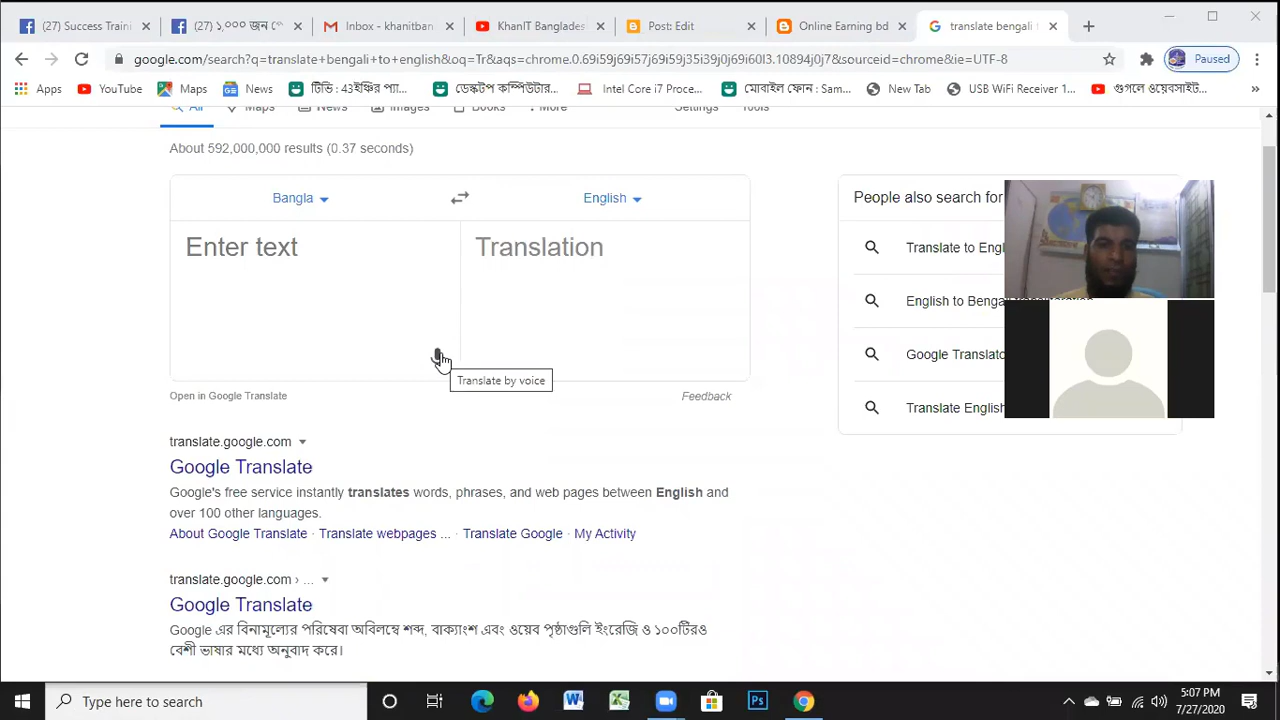 (27) Success Traini
(27) ১০০০ জন পে
Inbox - khanitban
KhanIT Banglades
Post Edit
Online Earning bd
translate bengali t
google.com/search?q=translate+bengali+to+english&oq=Tr&aqs=chrome.0.69i59j69i57j69i59j35i39j0j69i60l3.10894j0j7&sourceid=chrome&ie=UTF-8
Paused
Apps
YouTube
Maps
News
টিভি : 43ইঞ্চির প্যা...
ডেস্কটপ কম্পিউটার...
Intel Core i7 Proce...
মোবাইল ফোন : Sam...
New Tab
USB WiFi Receiver 1...
গুগলে ওয়েবসাইট...
»
All
Maps
News
Images
Books
More
Settings
Tools
About 592,000,000 results (0.37 seconds)
Bangla
English
Enter text
Translation
Translate by voice
Open in Google Translate
Feedback
People also search for
Translate to Engl
English to Bengali transliteration
Google Translato
Translate English
translate.google.com
Google Translate
Google's free service instantly translates words, phrases, and web pages between English and
over 100 other languages.
About Google Translate · Translate webpages ... · Translate Google · My Activity
translate.google.com › ...
Google Translate
Google এর বিনামূল্যের পরিষেবা অবিলম্বে শব্দ, বাক্যাংশ এবং ওয়েব পৃষ্ঠাগুলি ইংরেজি ও ১০০টিরও
বেশী ভাষার মধ্যে অনুবাদ করে।
Type here to search
5:07 PM
7/27/2020